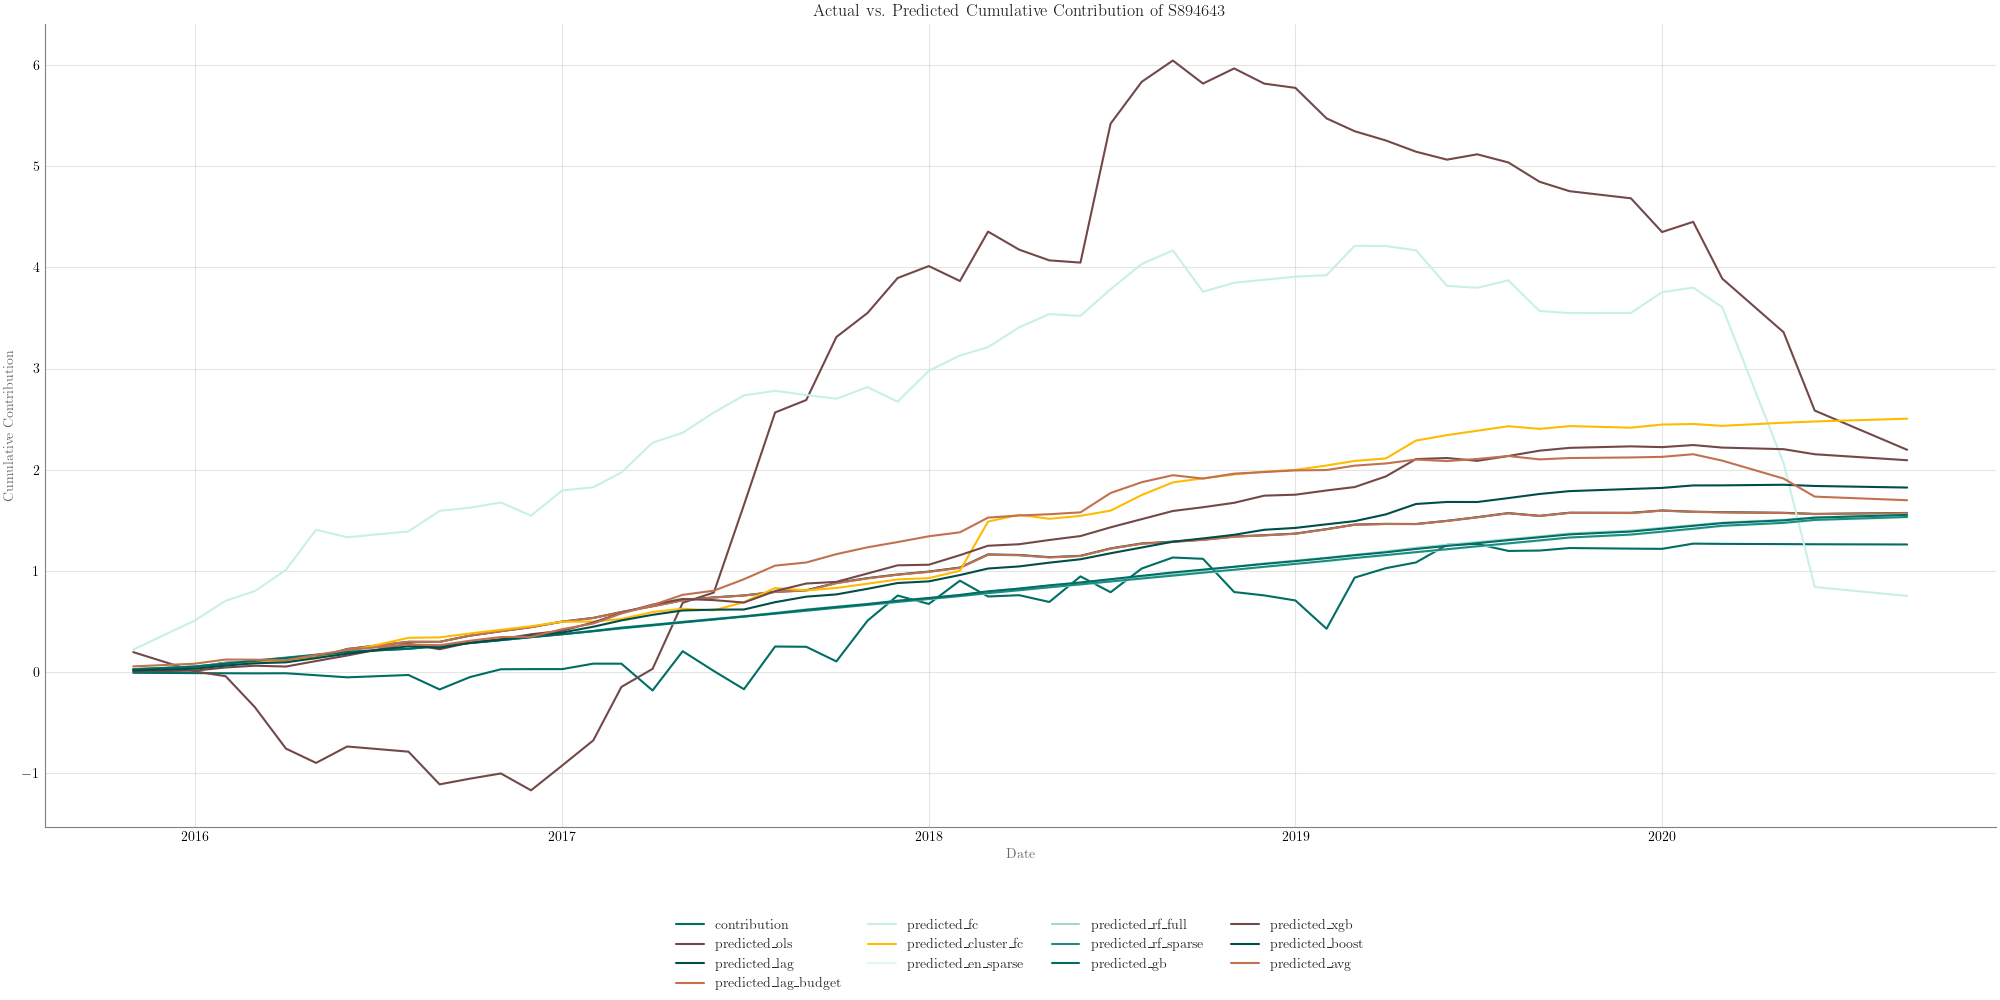 Actual vs. Predicted Cumulative Contribution of S894643
Cumulative Contribution
6
5
4
3
2
1
0
−1
2016
2017
2018
2019
2020
Date
contribution
predicted_ols
predicted_lag
predicted_lag_budget
predicted_fc
predicted_cluster_fc
predicted_en_sparse
predicted_rf_full
predicted_rf_sparse
predicted_gb
predicted_xgb
predicted_boost
predicted_avg